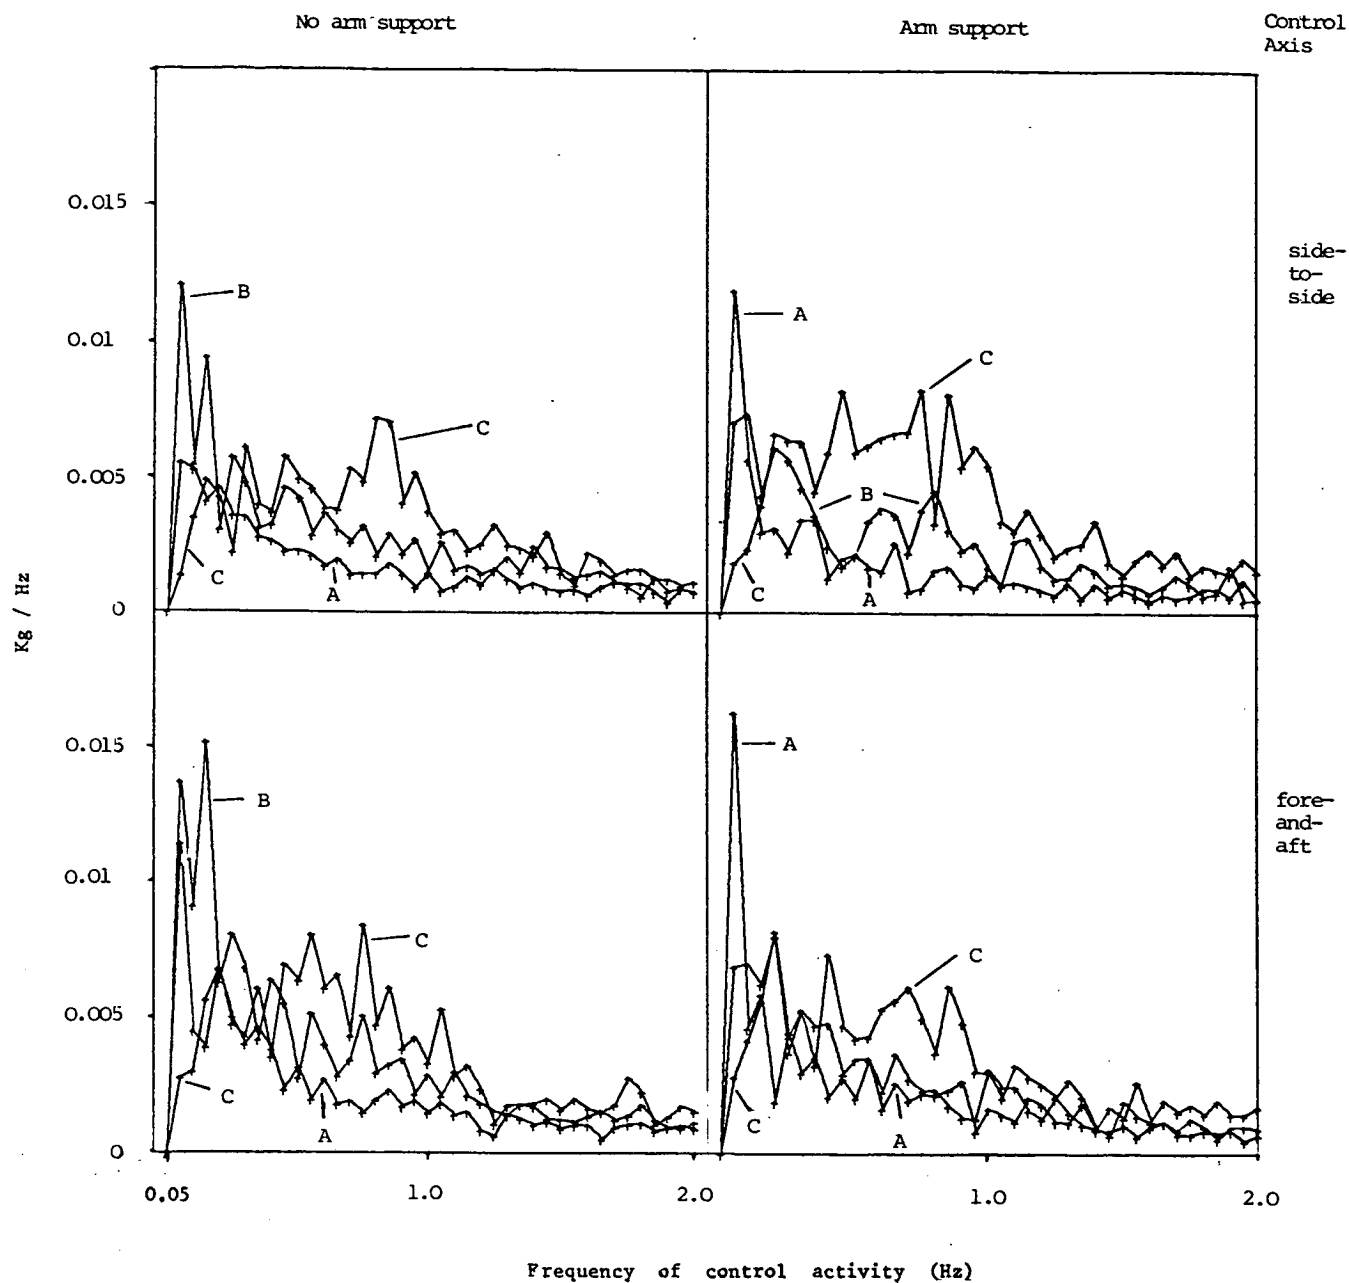 No arm support
Arm support
Control
Axis
0.015
0.01
0.005
0
B
C
C
A
A
C
B
C
A
side-
to-
side
Kg / Hz
0.015
0.01
0.005
0
B
C
C
A
A
C
C
A
fore-
and-
aft
0.05
1.0
2.0
1.0
2.0
Frequency of control activity (Hz)